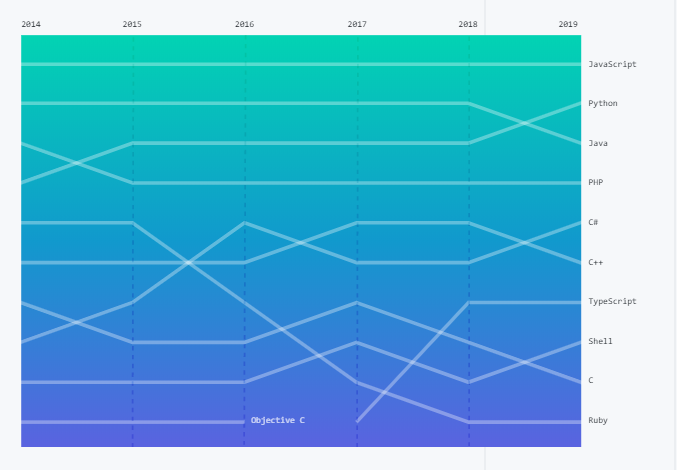 2014 2015 2016 2017 2018 2019
JavaScript
Python
Java
PHP
C#
C++
TypeScript
Shell
C
Objective C Ruby